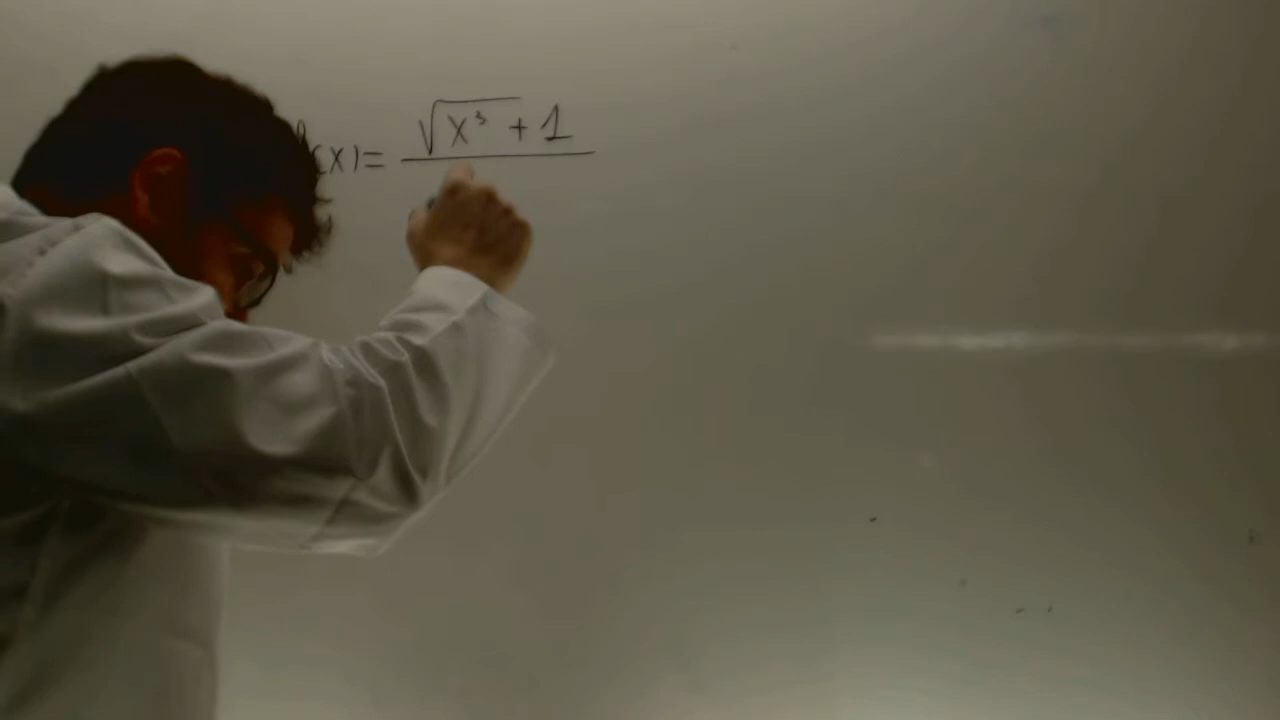 f(x) = √x³ + 1